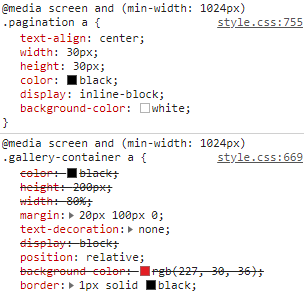 @media screen and (min-width: 1024px)
.pagination a { style.css:755
text-align: center;
width: 30px;
height: 30px;
color: black;
display: inline-block;
background-color: white;
}
@media screen and (min-width: 1024px)
.gallery-container a { style.css:669
color: black;
height: 200px;
width: 80%;
margin: 20px 100px 0;
text-decoration: none;
display: block;
position: relative;
background-color: rgb(227, 30, 36);
border: 1px solid black;